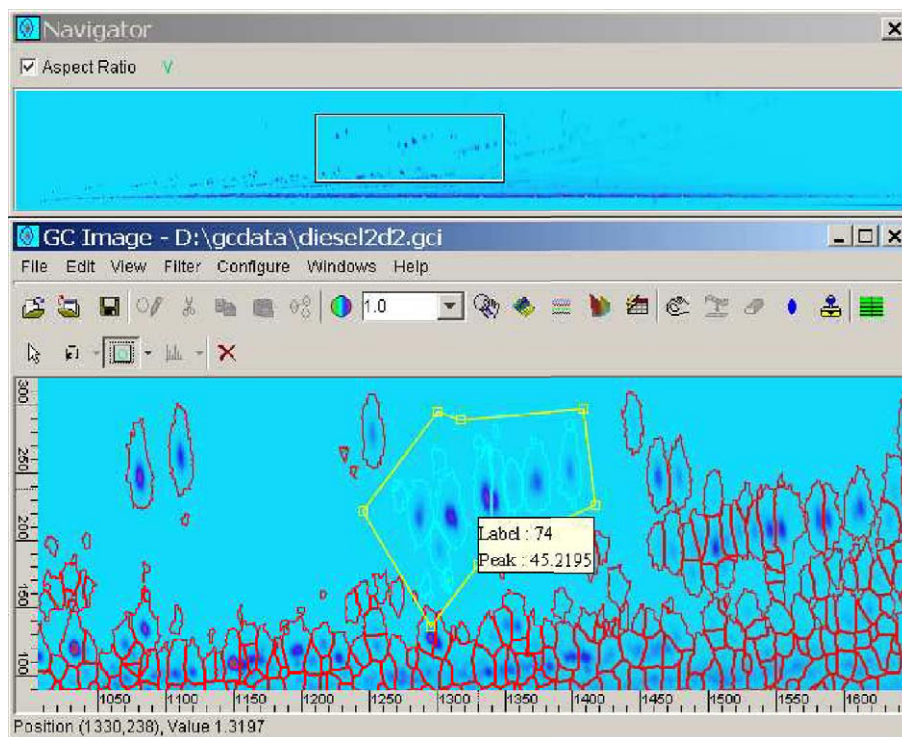 Navigator
Aspect Ratio V
GC Image - D:\gcdata\diesel2d2.gci
File Edit View Filter Configure Windows Help
1.0
300
250
200
150
100
Label : 74
Peak : 45.2195
1050 1100 1150 1200 1250 1300 1350 1400 1450 1500 1550 1600
Position (1330,238), Value 1.3197